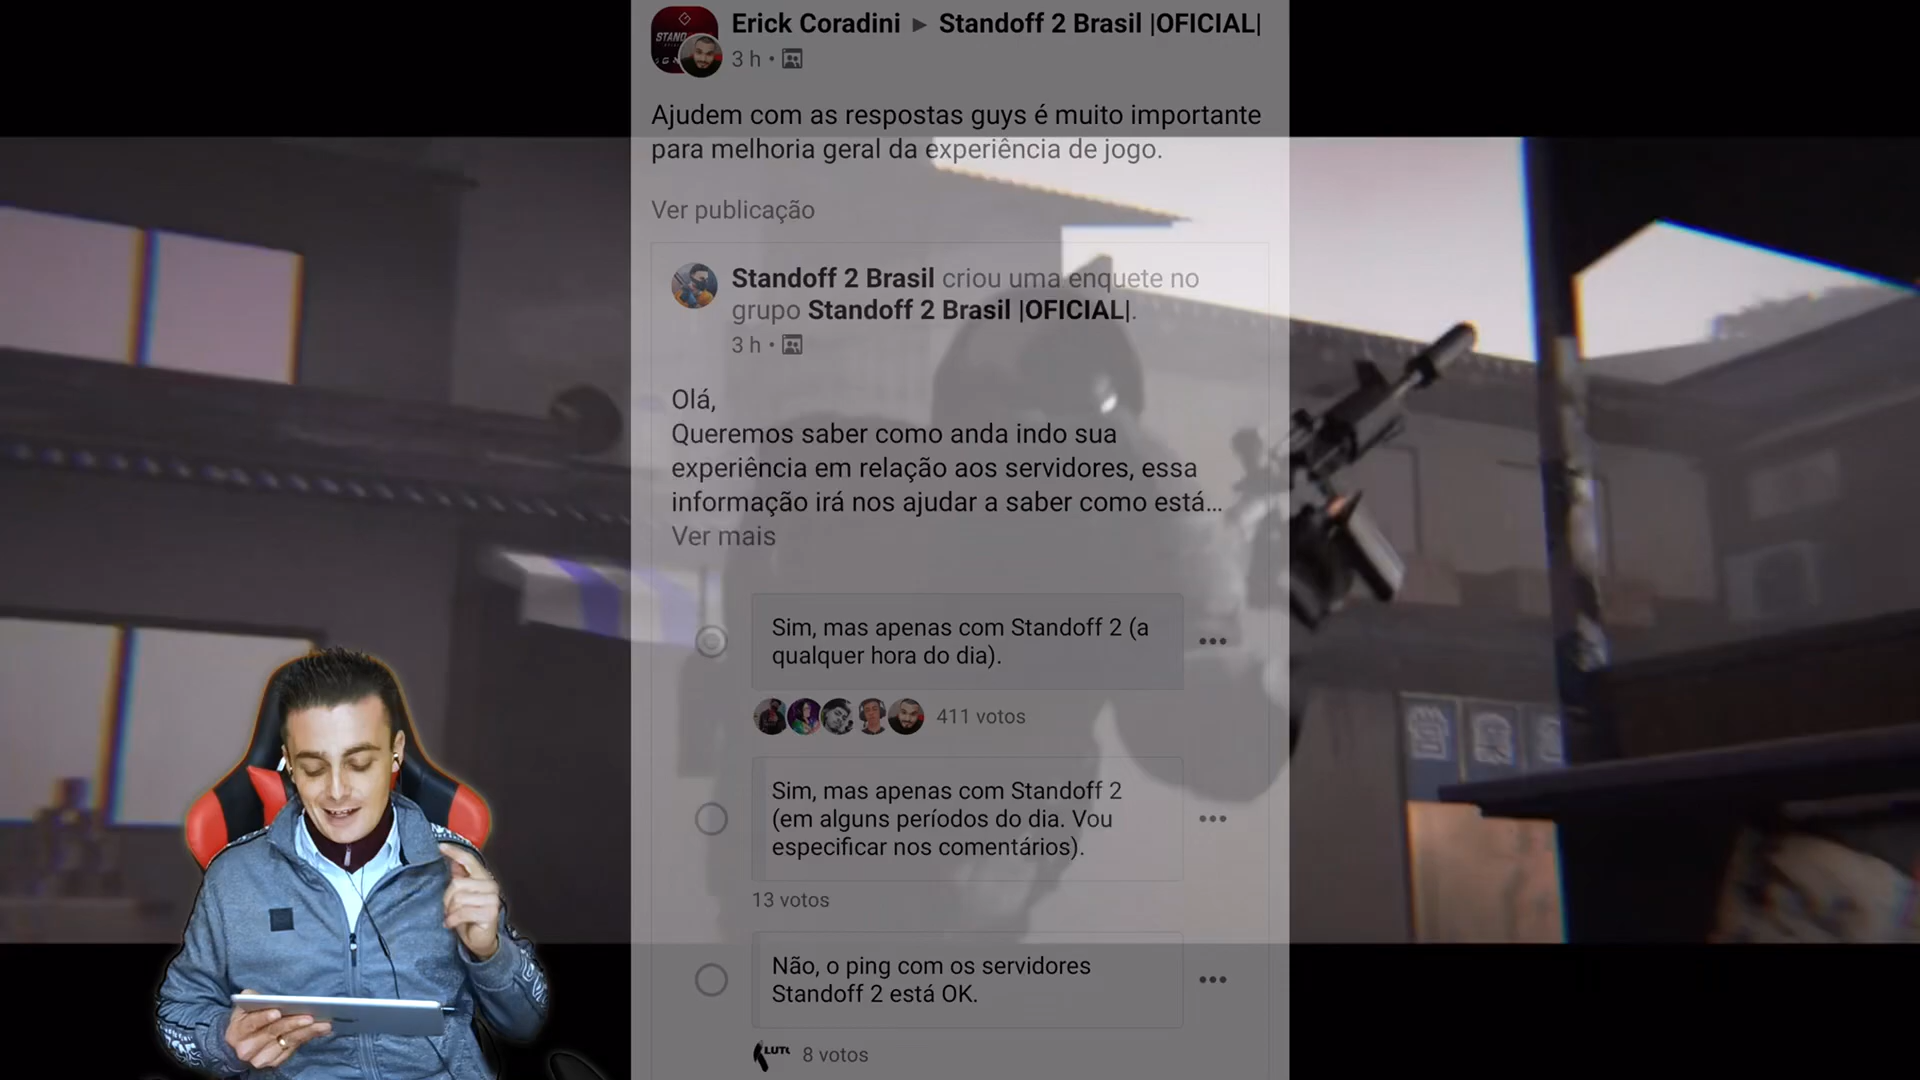 STAND
Erick Coradini ▸ Standoff 2 Brasil |OFICIAL|
3 h •
Ajudem com as respostas guys é muito importante
para melhoria geral da experiência de jogo.
Ver publicação
Standoff 2 Brasil criou uma enquete no
grupo Standoff 2 Brasil |OFICIAL|.
3 h •
Olá,
Queremos saber como anda indo sua
experiência em relação aos servidores, essa
informação irá nos ajudar a saber como está...
Ver mais
Sim, mas apenas com Standoff 2 (a
qualquer hora do dia).
411 votos
Sim, mas apenas com Standoff 2
(em alguns períodos do dia. Vou
especificar nos comentários).
13 votos
Não, o ping com os servidores
Standoff 2 está OK.
8 votos